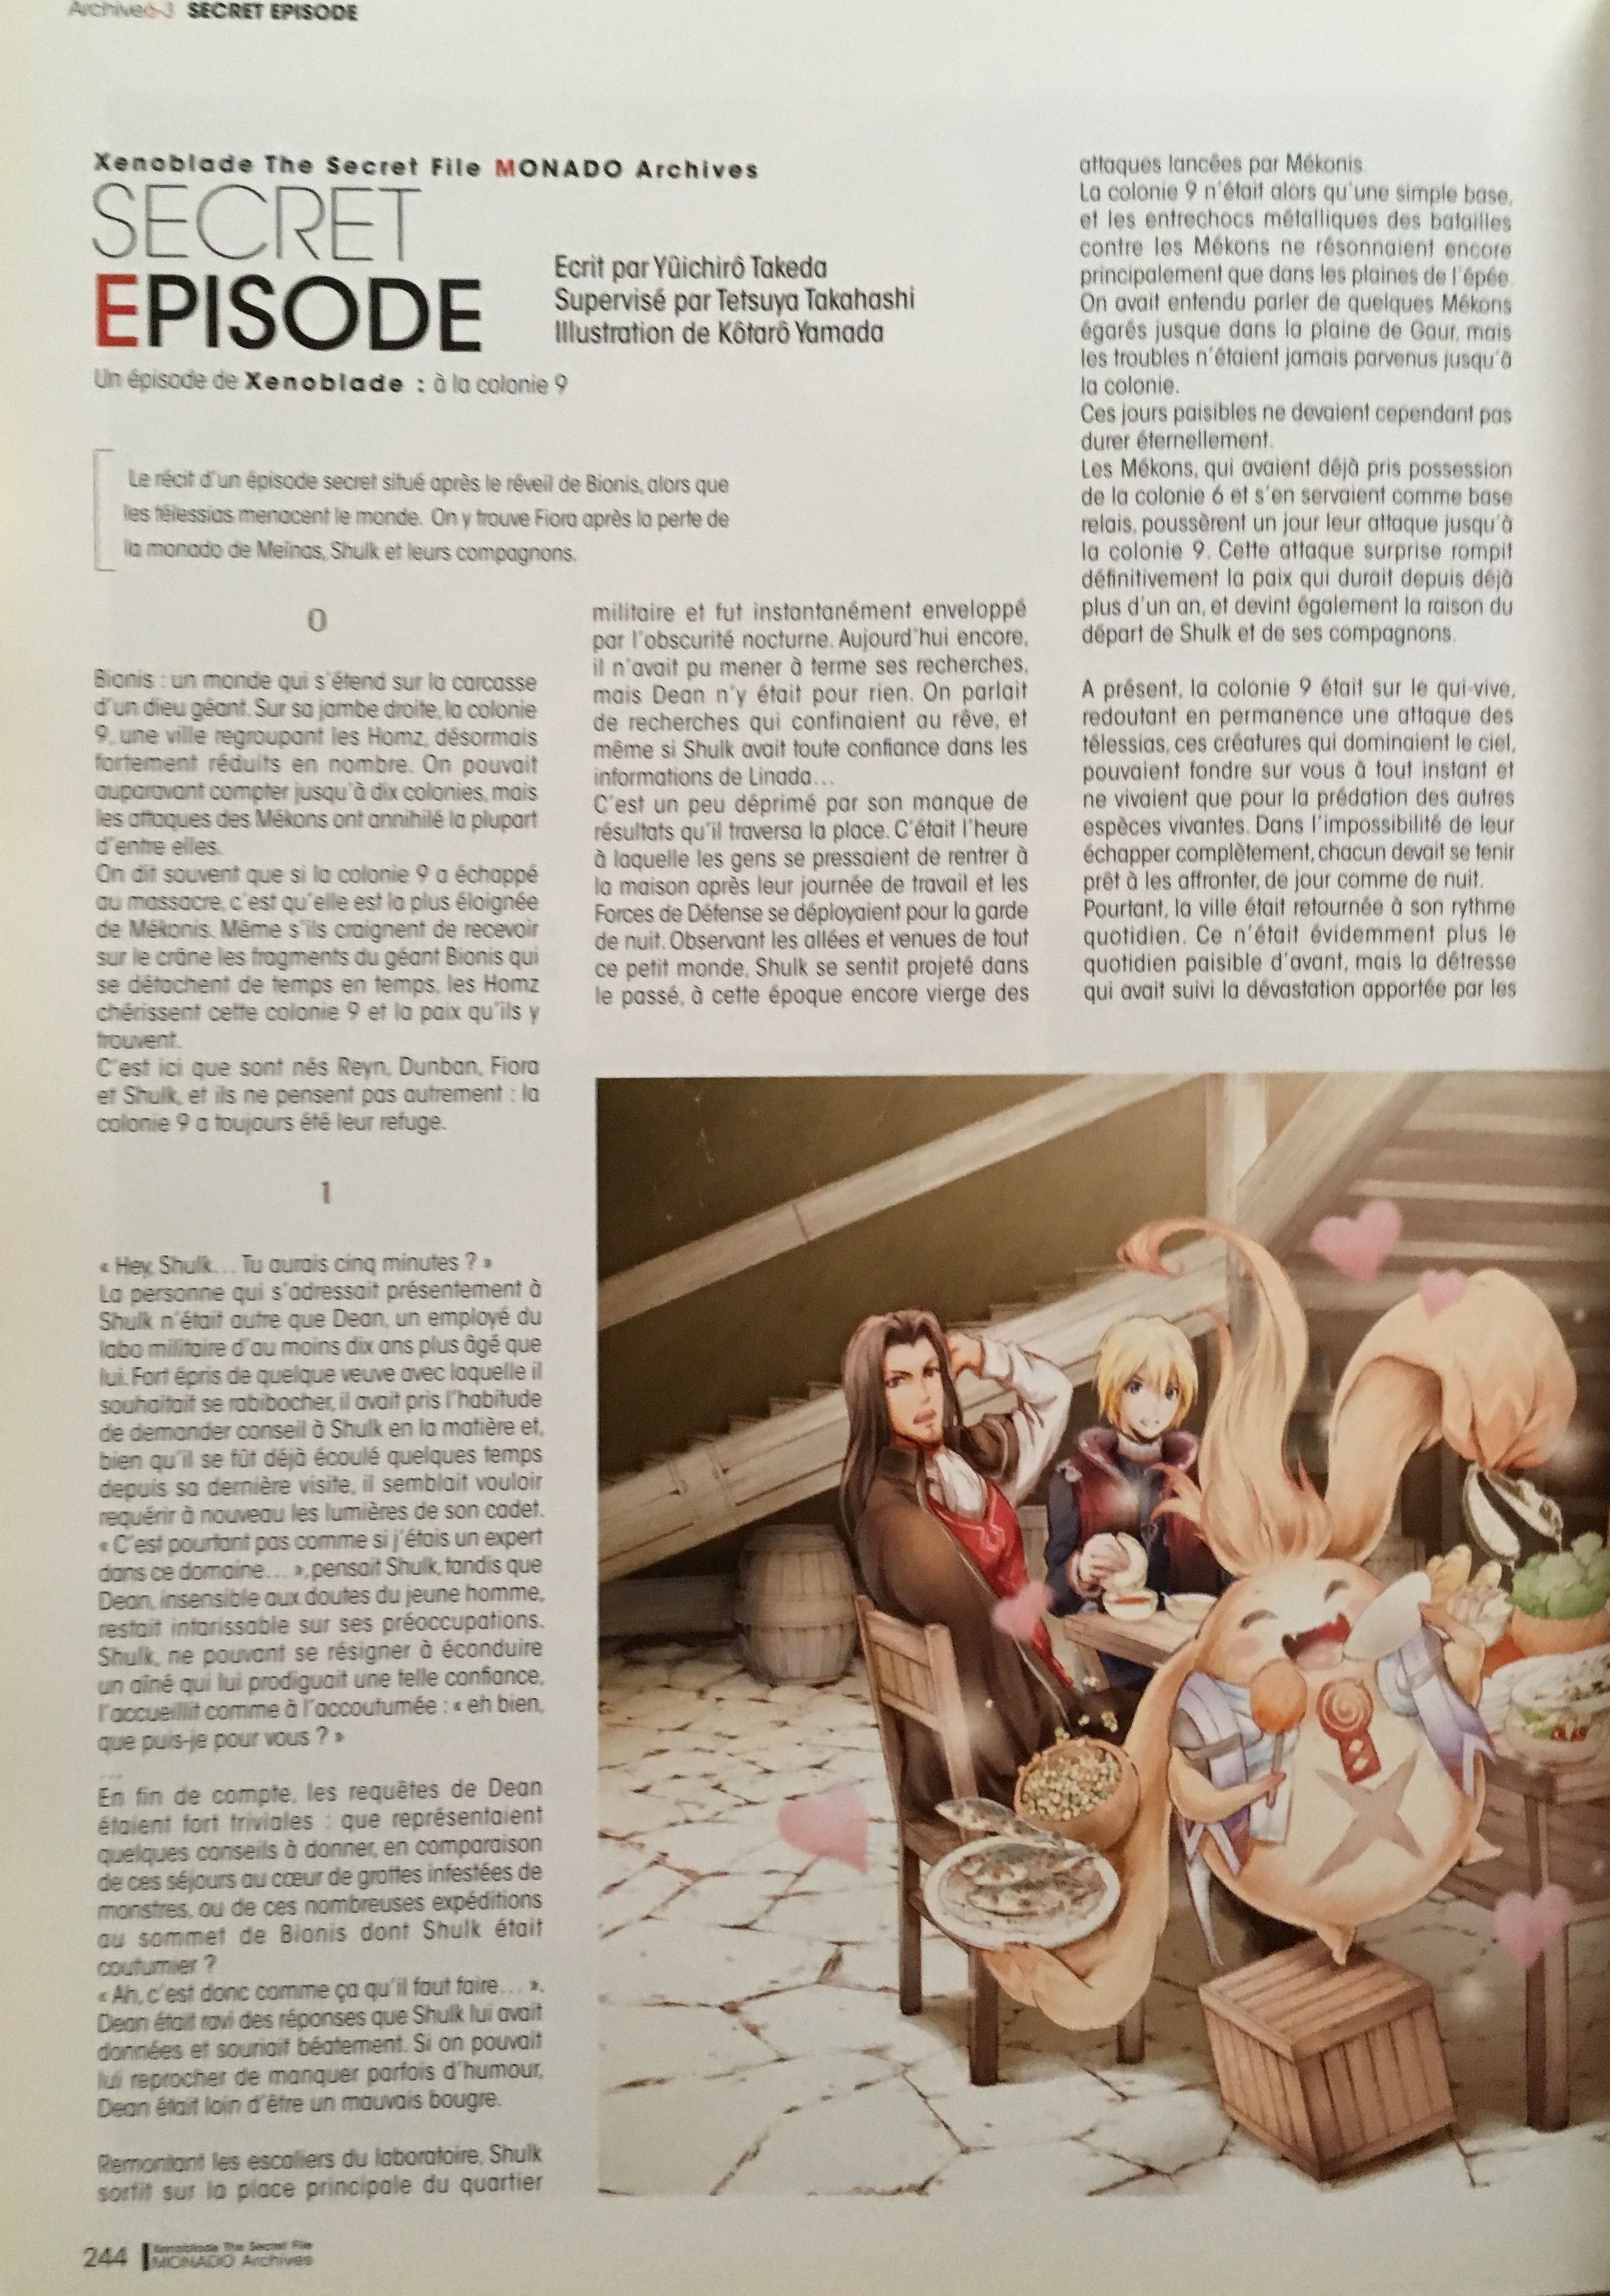 Archive6-3 SECRET EPISODE
Xenoblade The Secret File MONADO Archives
SECRET
EPISODE
Ecrit par Yûichirô Takeda
Supervisé par Tetsuya Takahashi
Illustration de Kôtarô Yamada
Un épisode de Xenoblade : à la colonie 9
Le récit d'un épisode secret situé après le réveil de Bionis, alors que
les télessias menacent le monde. On y trouve Fiora après la perte de
la monado de Meïnas, Shulk et leurs compagnons.
0
Bionis : un monde qui s'étend sur la carcasse
d'un dieu géant. Sur sa jambe droite, la colonie
9, une ville regroupant les Homz, désormais
fortement réduits en nombre. On pouvait
auparavant compter jusqu'à dix colonies, mais
les attaques des Mékons ont annihilé la plupart
d'entre elles.
On dit souvent que si la colonie 9 a échappé
au massacre, c'est qu'elle est la plus éloignée
de Mékonis. Même s'ils craignent de recevoir
sur le crâne les fragments du géant Bionis qui
se détachent de temps en temps, les Homz
chérissent cette colonie 9 et la paix qu'ils y
trouvent.
C'est ici que sont nés Reyn, Dunban, Fiora
et Shulk, et ils ne pensent pas autrement : la
colonie 9 a toujours été leur refuge.
1
« Hey, Shulk... Tu aurais cinq minutes ? »
La personne qui s'adressait présentement à
Shulk n'était autre que Dean, un employé du
labo militaire d'au moins dix ans plus âgé que
lui. Fort épris de quelque veuve avec laquelle il
souhaitait se rabibocher, il avait pris l'habitude
de demander conseil à Shulk en la matière et,
bien qu'il se fût déjà écoulé quelques temps
depuis sa dernière visite, il semblait vouloir
requérir à nouveau les lumières de son cadet.
« C'est pourtant pas comme si j'étais un expert
dans ce domaine... », pensait Shulk, tandis que
Dean, insensible aux doutes du jeune homme,
restait intarissable sur ses préoccupations.
Shulk, ne pouvant se résigner à éconduire
un aîné qui lui prodiguait une telle confiance,
l'accueillit comme à l'accoutumée : « eh bien,
que puis-je pour vous ? »
...
En fin de compte, les requêtes de Dean
étaient fort triviales : que représentaient
quelques conseils à donner, en comparaison
de ces séjours au cœur de grottes infestées de
monstres, ou de ces nombreuses expéditions
au sommet de Bionis dont Shulk était
coutumier ?
« Ah, c'est donc comme ça qu'il faut faire... ».
Dean était ravi des réponses que Shulk lui avait
données et souriait béatement. Si on pouvait
lui reprocher de manquer parfois d'humour,
Dean était loin d'être un mauvais bougre.
Remontant les escaliers du laboratoire, Shulk
sortit sur la place principale du quartier
militaire et fut instantanément enveloppé
par l'obscurité nocturne. Aujourd'hui encore,
il n'avait pu mener à terme ses recherches,
mais Dean n'y était pour rien. On parlait
de recherches qui confinaient au rêve, et
même si Shulk avait toute confiance dans les
informations de Linada...
C'est un peu déprimé par son manque de
résultats qu'il traversa la place. C'était l'heure
à laquelle les gens se pressaient de rentrer à
la maison après leur journée de travail et les
Forces de Défense se déployaient pour la garde
de nuit. Observant les allées et venues de tout
ce petit monde, Shulk se sentit projeté dans
le passé, à cette époque encore vierge des
attaques lancées par Mékonis.
La colonie 9 n'était alors qu'une simple base,
et les entrechocs métalliques des batailles
contre les Mékons ne résonnaient encore
principalement que dans les plaines de l'épée.
On avait entendu parler de quelques Mékons
égarés jusque dans la plaine de Gaur, mais
les troubles n'étaient jamais parvenus jusqu'à
la colonie.
Ces jours paisibles ne devaient cependant pas
durer éternellement.
Les Mékons, qui avaient déjà pris possession
de la colonie 6 et s'en servaient comme base
relais, poussèrent un jour leur attaque jusqu'à
la colonie 9. Cette attaque surprise rompit
définitivement la paix qui durait depuis déjà
plus d'un an, et devint également la raison du
départ de Shulk et de ses compagnons.
A présent, la colonie 9 était sur le qui-vive,
redoutant en permanence une attaque des
télessias, ces créatures qui dominaient le ciel,
pouvaient fondre sur vous à tout instant et
ne vivaient que pour la prédation des autres
espèces vivantes. Dans l'impossibilité de leur
échapper complètement, chacun devait se tenir
prêt à les affronter, de jour comme de nuit.
Pourtant, la ville était retournée à son rythme
quotidien. Ce n'était évidemment plus le
quotidien paisible d'avant, mais la détresse
qui avait suivi la dévastation apportée par les
244
Xenoblade The Secret File
MONADO Archives